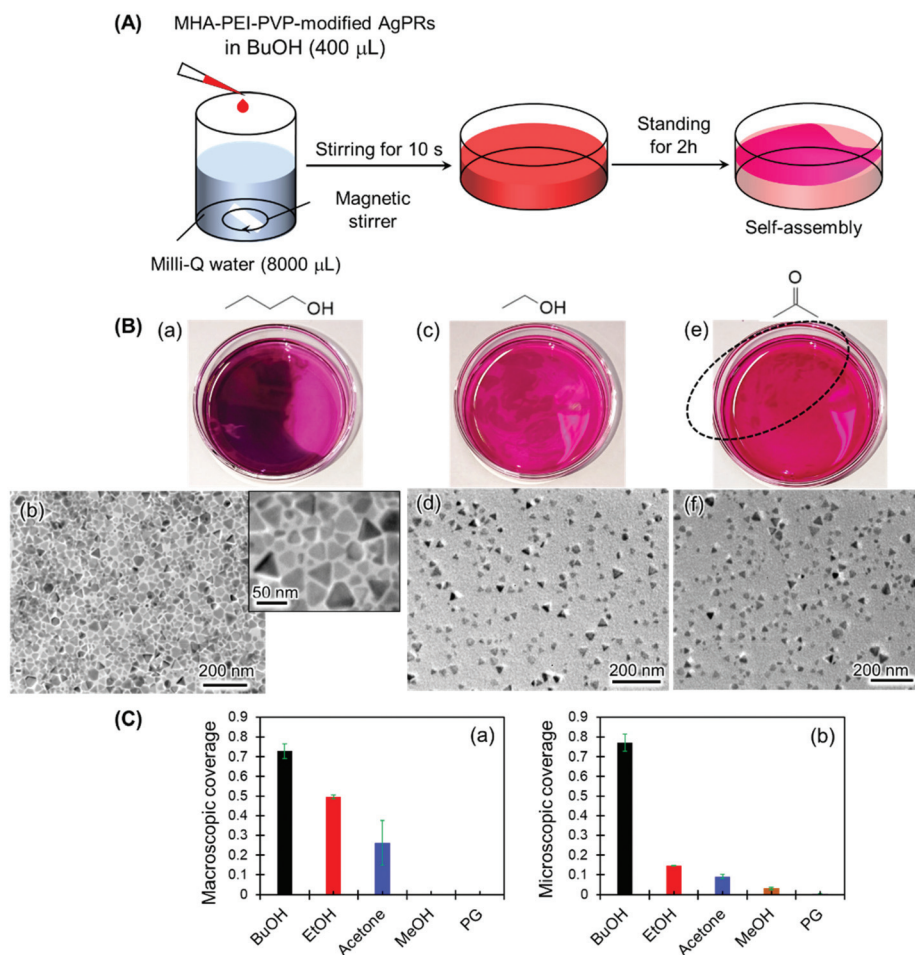 (A)
MHA-PEI-PVP-modified AgPRs
in BuOH (400 μL)
Stirring for 10 s
Magnetic
stirrer
Milli-Q water (8000 μL)
Standing
for 2h
Self-assembly
(B)
(a)
OH
(c)
OH
(e)
O
(b)
50 nm
200 nm
(d)
200 nm
(f)
200 nm
(C)
(a)
Macroscopic coverage
0.9
0.8
0.7
0.6
0.5
0.4
0.3
0.2
0.1
0
BuOH
EtOH
Acetone
MeOH
PG
(b)
Microscopic coverage
0.9
0.8
0.7
0.6
0.5
0.4
0.3
0.2
0.1
0
BuOH
EtOH
Acetone
MeOH
PG